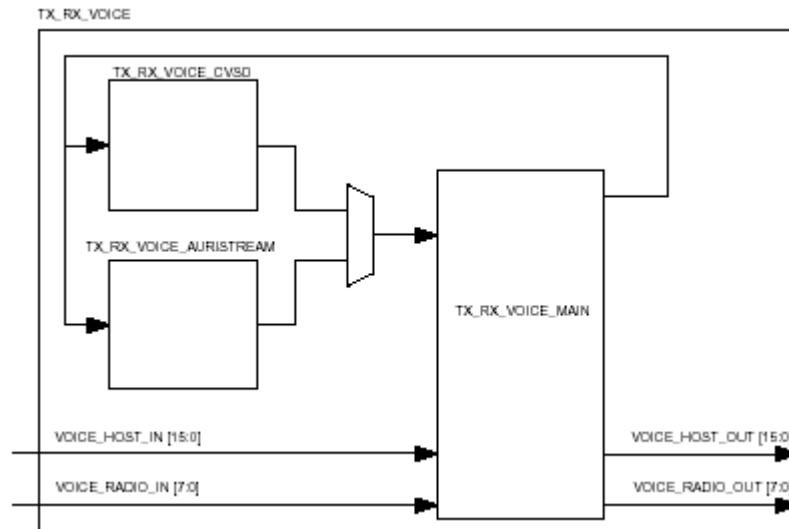 TX_RX_VOICE
TX_RX_VOICE_CVSD
TX_RX_VOICE_AURISTREAM
TX_RX_VOICE_MAIN
VOICE_HOST_IN [15:0]
VOICE_HOST_OUT [15:0
VOICE_RADIO_IN [7:0]
VOICE_RADIO_OUT [7:0